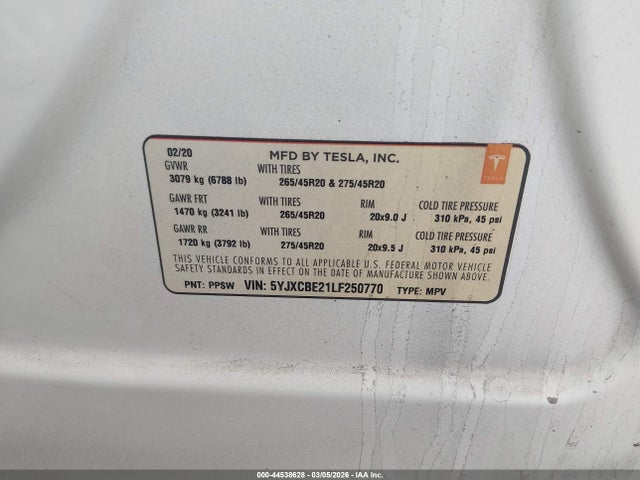 02/20 MFD BY TESLA, INC.
GVWR WITH TIRES
3079 kg (6788 lb) 265/45R20 & 275/45R20
TESLA
GAWR FRT WITH TIRES RIM COLD TIRE PRESSURE
1470 kg (3241 lb) 265/45R20 20x9.0 J 310 kPa, 45 psi
GAWR RR WITH TIRES RIM COLD TIRE PRESSURE
1720 kg (3792 lb) 275/45R20 20x9.5 J 310 kPa, 45 psi
THIS VEHICLE CONFORMS TO ALL APPLICABLE U.S. FEDERAL MOTOR VEHICLE
SAFETY STANDARDS IN EFFECT ON THE DATE OF MANUFACTURE SHOWN ABOVE.
PNT: PPSW VIN: 5YJXCBE21LF250770 TYPE: MPV
000-44538628 - 03/05/2026 - IAA Inc.